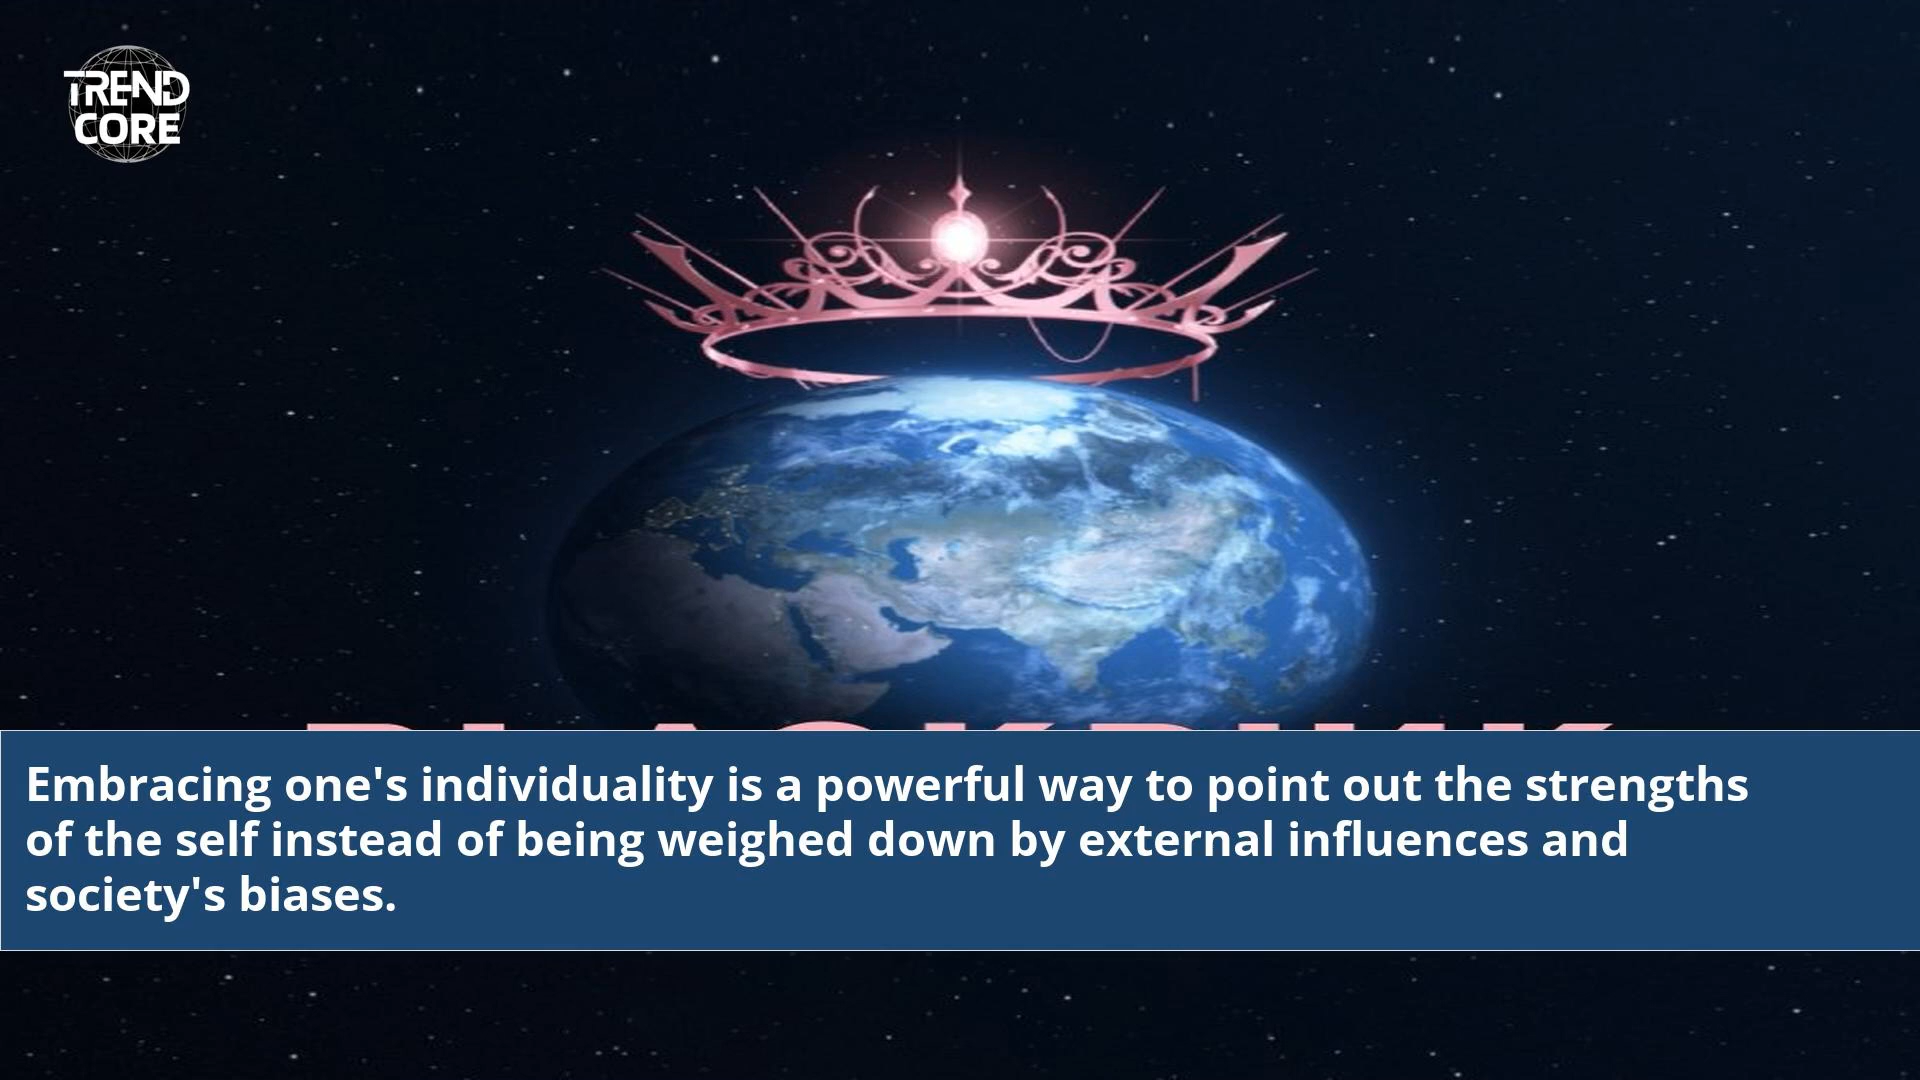 TREND
CORE
Embracing one's individuality is a powerful way to point out the strengths
of the self instead of being weighed down by external influences and
society's biases.